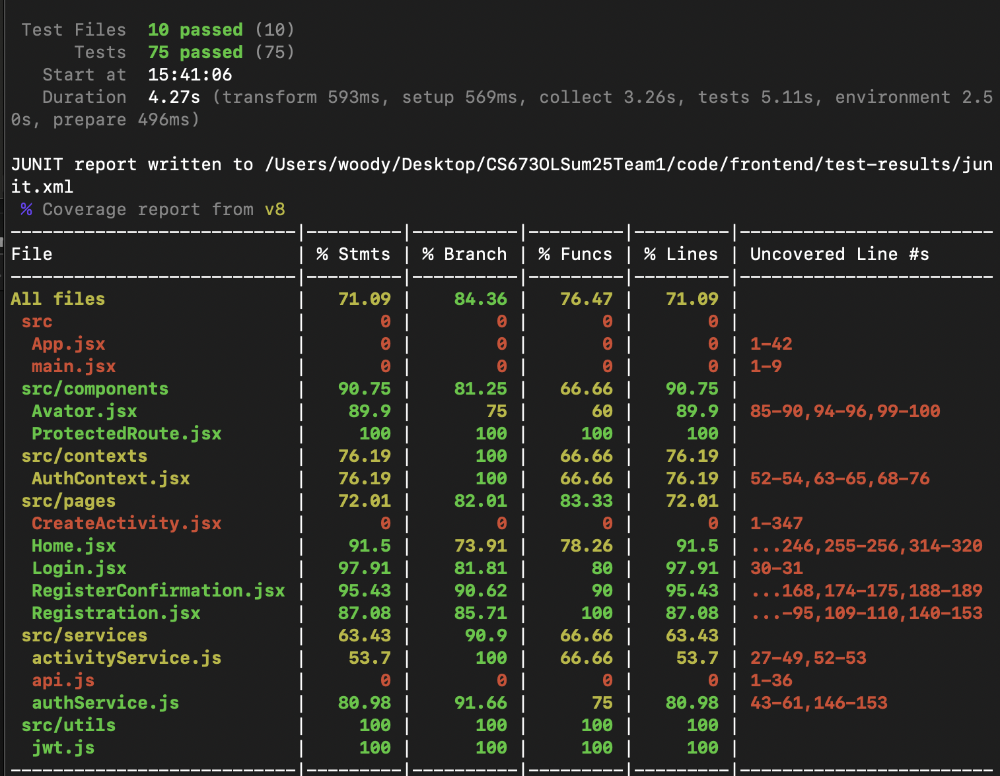 Test Files  10 passed (10)
Tests  75 passed (75)
Start at  15:41:06
Duration  4.27s (transform 593ms, setup 569ms, collect 3.26s, tests 5.11s, environment 2.5
0s, prepare 496ms)
JUNIT report written to /Users/woody/Desktop/CS673OLSum25Team1/code/frontend/test-results/jun
it.xml
% Coverage report from v8
---------------------------|---------|----------|---------|---------|------------------------
File                       | % Stmts | % Branch | % Funcs | % Lines | Uncovered Line #s
---------------------------|---------|----------|---------|---------|------------------------
All files                  |   71.09 |    84.36 |   76.47 |   71.09 |
src                       |       0 |        0 |       0 |       0 |
App.jsx                  |       0 |        0 |       0 |       0 | 1-42
main.jsx                 |       0 |        0 |       0 |       0 | 1-9
src/components            |   90.75 |    81.25 |   66.66 |   90.75 |
Avator.jsx               |    89.9 |       75 |      60 |    89.9 | 85-90,94-96,99-100
ProtectedRoute.jsx       |     100 |      100 |     100 |     100 |
src/contexts              |   76.19 |      100 |   66.66 |   76.19 |
AuthContext.jsx          |   76.19 |      100 |   66.66 |   76.19 | 52-54,63-65,68-76
src/pages                 |   72.01 |    82.01 |   83.33 |   72.01 |
CreateActivity.jsx       |       0 |        0 |       0 |       0 | 1-347
Home.jsx                 |    91.5 |    73.91 |   78.26 |    91.5 | ...246,255-256,314-320
Login.jsx                |   97.91 |    81.81 |      80 |   97.91 | 30-31
RegisterConfirmation.jsx |   95.43 |    90.62 |      90 |   95.43 | ...168,174-175,188-189
Registration.jsx         |   87.08 |    85.71 |     100 |   87.08 | ...-95,109-110,140-153
src/services              |   63.43 |     90.9 |   66.66 |   63.43 |
activityService.js       |    53.7 |      100 |   66.66 |    53.7 | 27-49,52-53
api.js                   |       0 |        0 |       0 |       0 | 1-36
authService.js           |   80.98 |    91.66 |      75 |   80.98 | 43-61,146-153
src/utils                 |     100 |      100 |     100 |     100 |
jwt.js                   |     100 |      100 |     100 |     100 |
---------------------------|---------|----------|---------|---------|------------------------